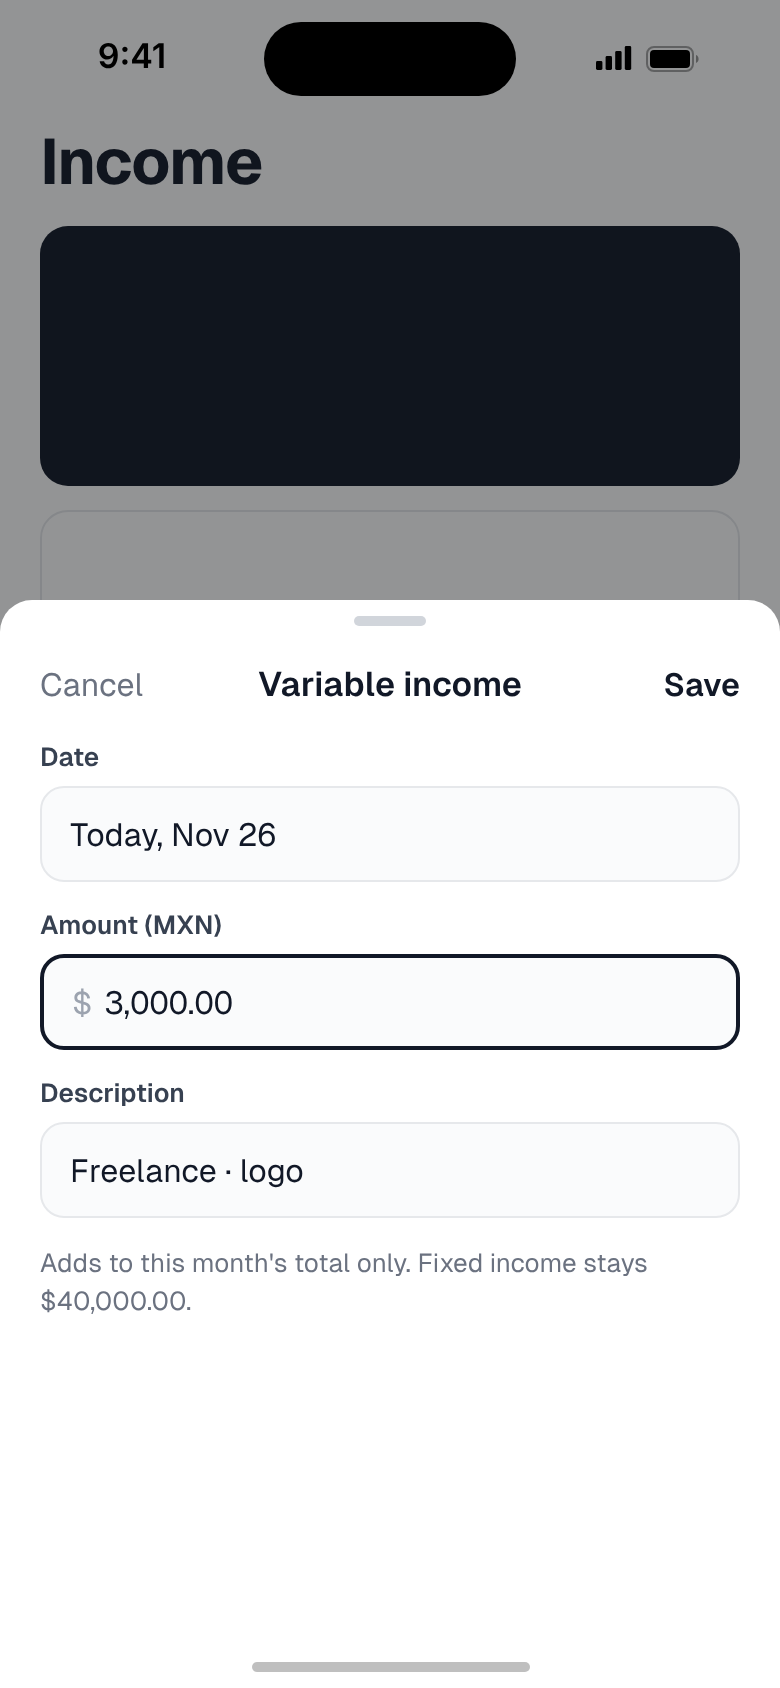 9:41
Income
Cancel
Variable income
Save
Date
Today, Nov 26
Amount (MXN)
$ 3,000.00
Description
Freelance · logo
Adds to this month's total only. Fixed income stays
$40,000.00.